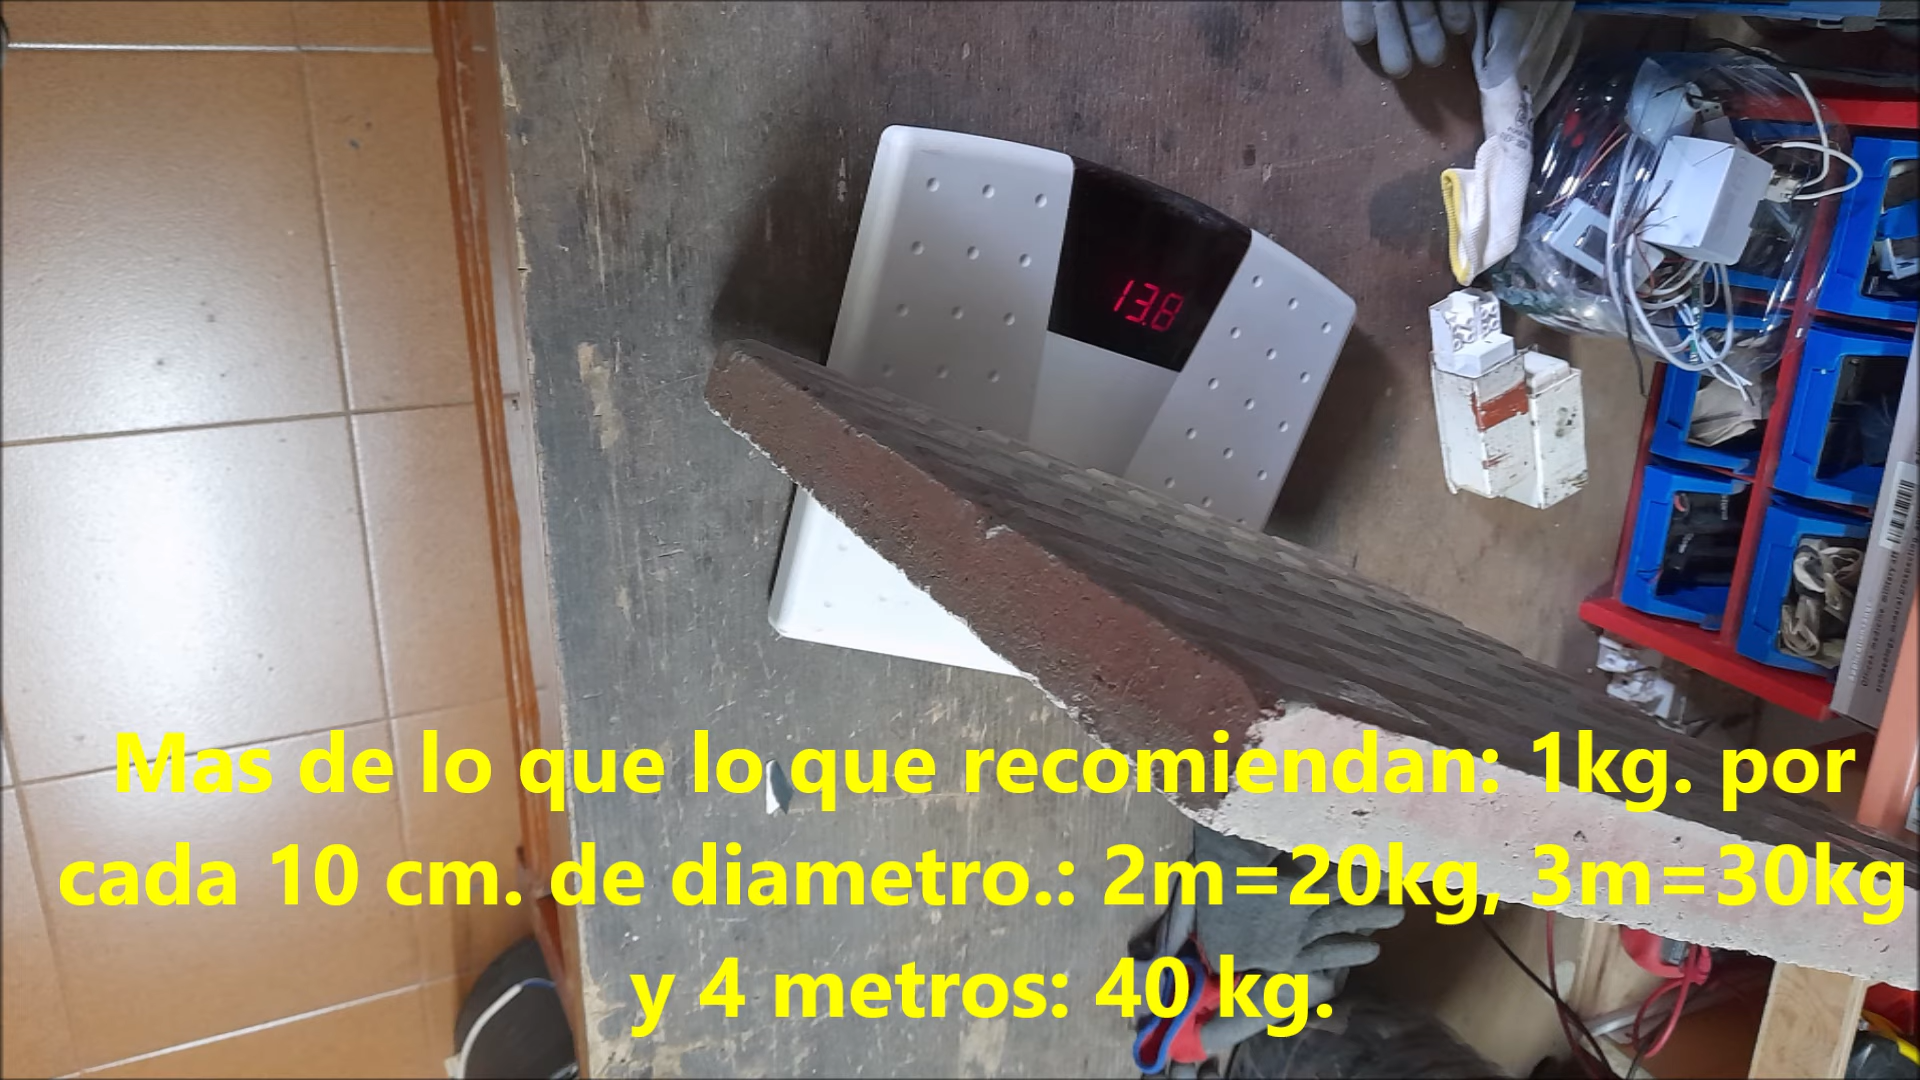 13.8
Mas de lo que lo que recomiendan: 1kg. por
cada 10 cm. de diametro.: 2m=20kg, 3m=30kg
y 4 metros: 40 kg.